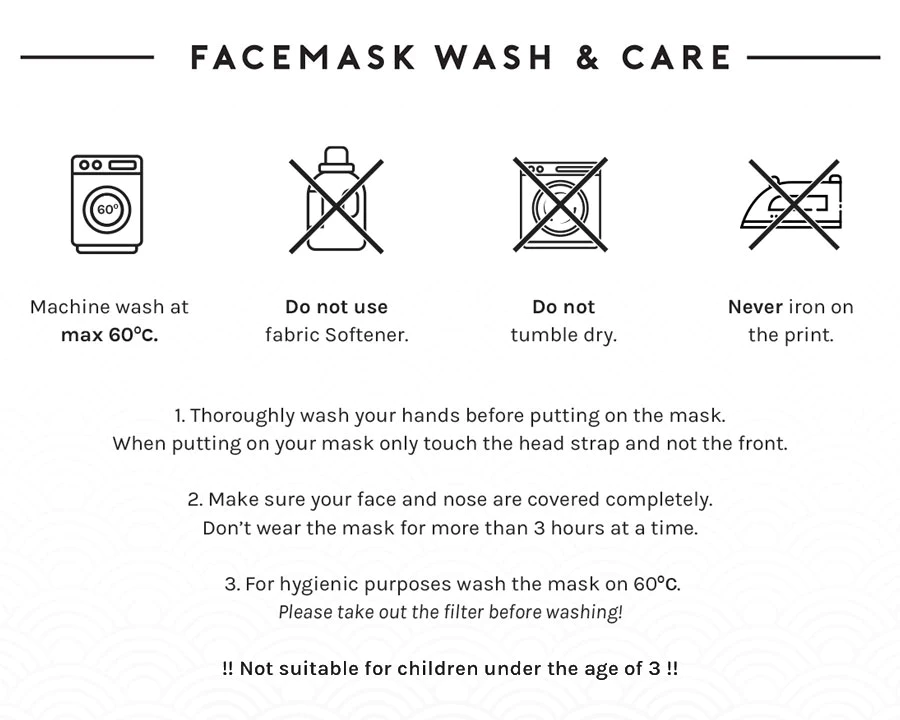 FACEMASK WASH & CARE
60º
Machine wash at
max 60ºC.
Do not use
fabric Softener.
Do not
tumble dry.
Never iron on
the print.
1. Thoroughly wash your hands before putting on the mask.
When putting on your mask only touch the head strap and not the front.
2. Make sure your face and nose are covered completely.
Don’t wear the mask for more than 3 hours at a time.
3. For hygienic purposes wash the mask on 60ºC.
Please take out the filter before washing!
!! Not suitable for children under the age of 3 !!